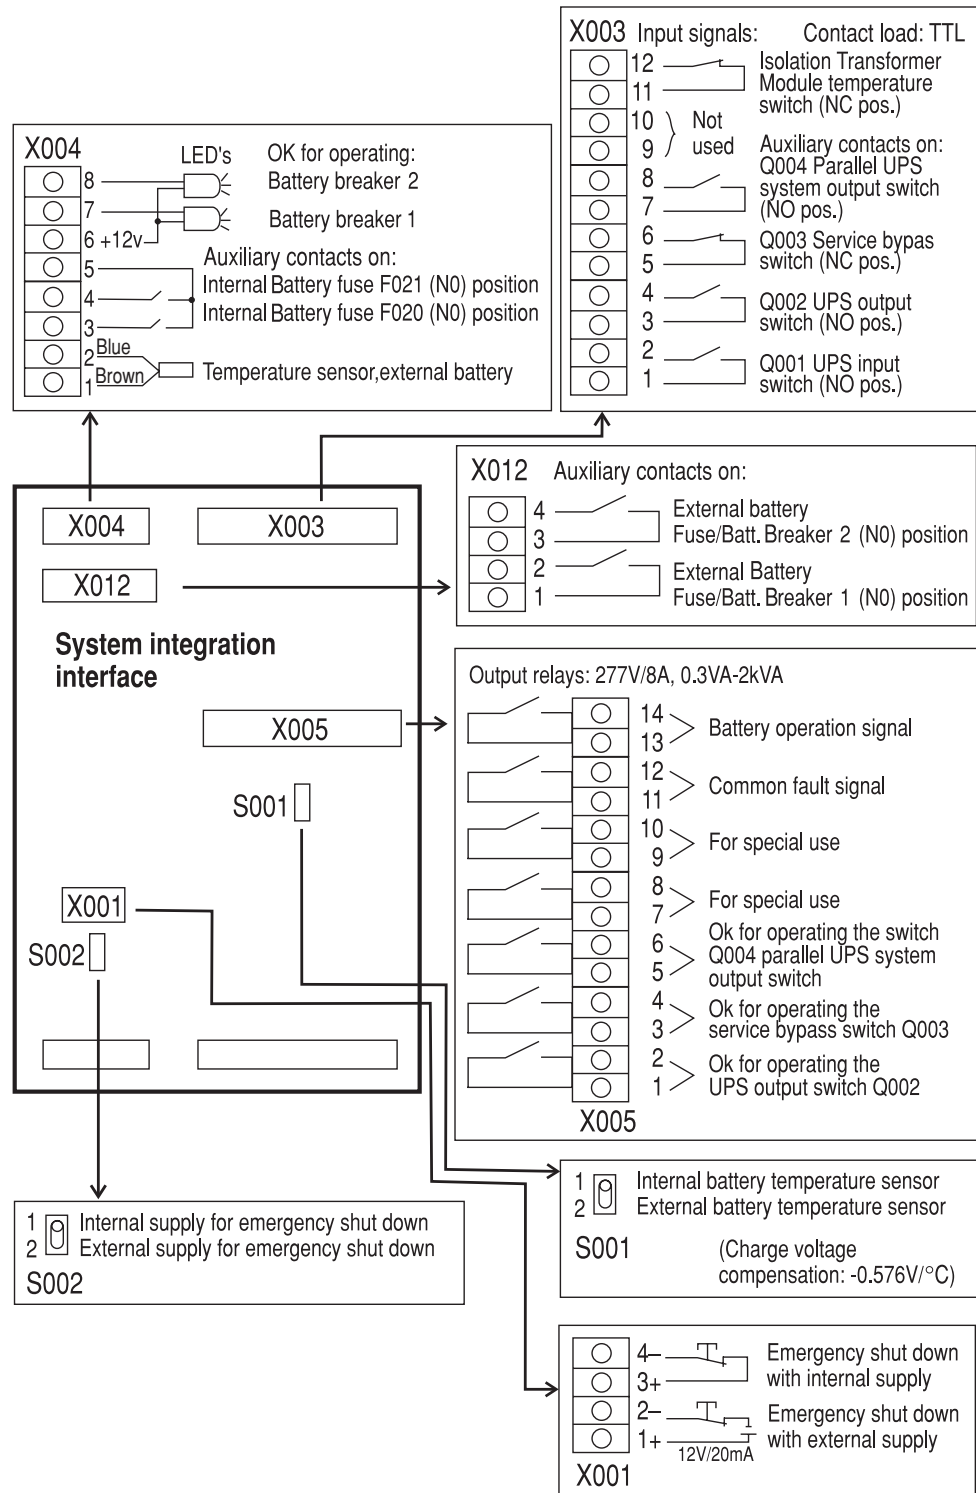 X003 Input signals: Contact load: TTL
12 Isolation Transformer
11 Module temperature
switch (NC pos.)
10 Not
9 used
Auxiliary contacts on:
8 Q004 Parallel UPS
7 system output switch
(NO pos.)
6 Q003 Service bypas
5 switch (NC pos.)
4 Q002 UPS output
3 switch (NO pos.)
2 Q001 UPS input
1 switch (NO pos.)
X004
LED's OK for operating:
8 Battery breaker 2
7 Battery breaker 1
6 +12v
Auxiliary contacts on:
5 Internal Battery fuse F021 (N0) position
4 Internal Battery fuse F020 (N0) position
3
2 Blue
1 Brown Temperature sensor,external battery
X012 Auxiliary contacts on:
4 External battery
3 Fuse/Batt. Breaker 2 (N0) position
2 External Battery
1 Fuse/Batt. Breaker 1 (N0) position
X004 X003
X012
System integration
interface
X005
S001
X001
S002
Output relays: 277V/8A, 0.3VA-2kVA
14
13 Battery operation signal
12
11 Common fault signal
10
9 For special use
8
7 For special use
Ok for operating the switch
6 Q004 parallel UPS system
5 output switch
4 Ok for operating the
3 service bypass switch Q003
2 Ok for operating the
1 UPS output switch Q002
X005
1 Internal battery temperature sensor
2 External battery temperature sensor
S001 (Charge voltage
compensation: -0.576V/°C)
1 Internal supply for emergency shut down
2 External supply for emergency shut down
S002
4– Emergency shut down
3+ with internal supply
2– Emergency shut down
1+ with external supply
12V/20mA
X001